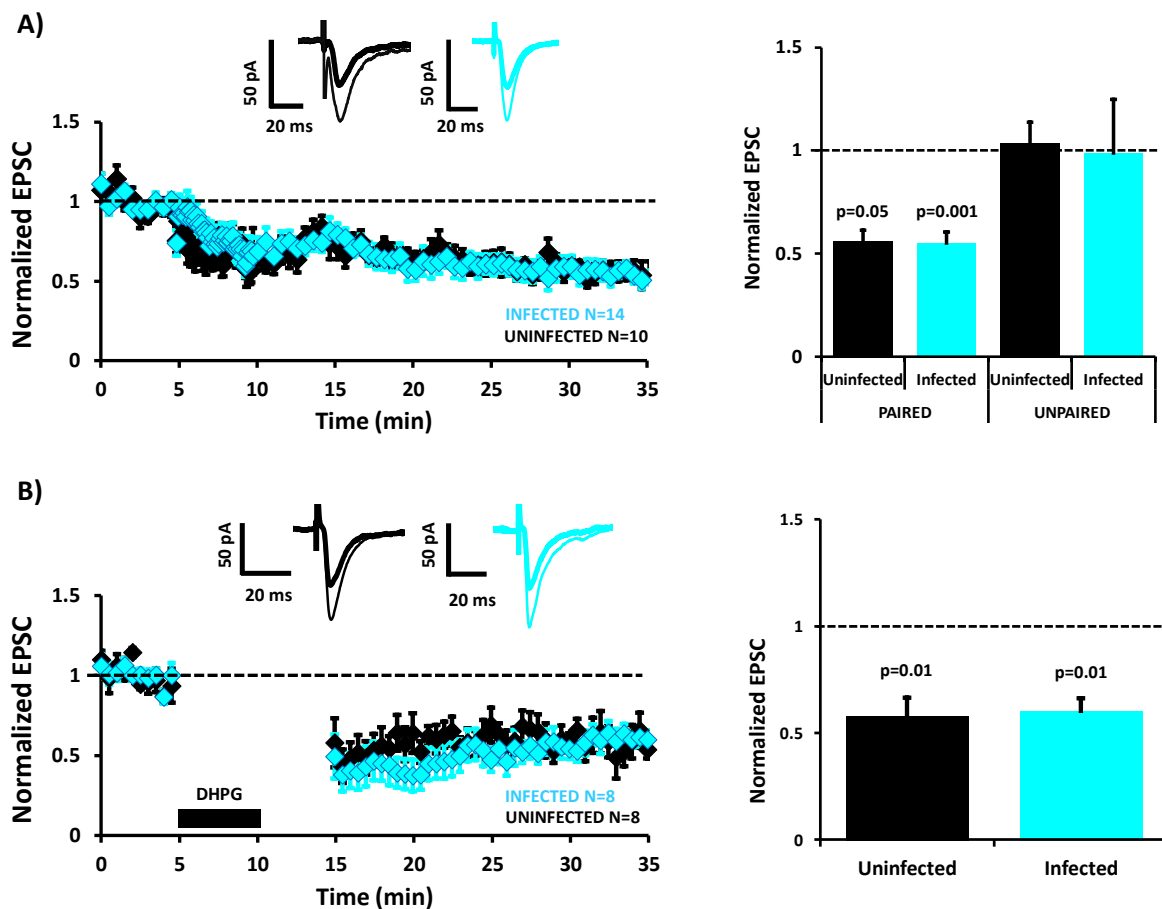 A)
50 pA
20 ms
50 pA
20 ms
Normalized EPSC
1.5
1
0.5
0
INFECTED N=14
UNINFECTED N=10
0 5 10 15 20 25 30 35
Time (min)
Normalized EPSC
1.5
1
0.5
0
p=0.05 p=0.001
Uninfected Infected Uninfected Infected
PAIRED UNPAIRED
B)
50 pA
20 ms
50 pA
20 ms
Normalized EPSC
1.5
1
0.5
0
DHPG
INFECTED N=8
UNINFECTED N=8
0 5 10 15 20 25 30 35
Time (min)
Normalized EPSC
1.5
1
0.5
0
p=0.01 p=0.01
Uninfected Infected